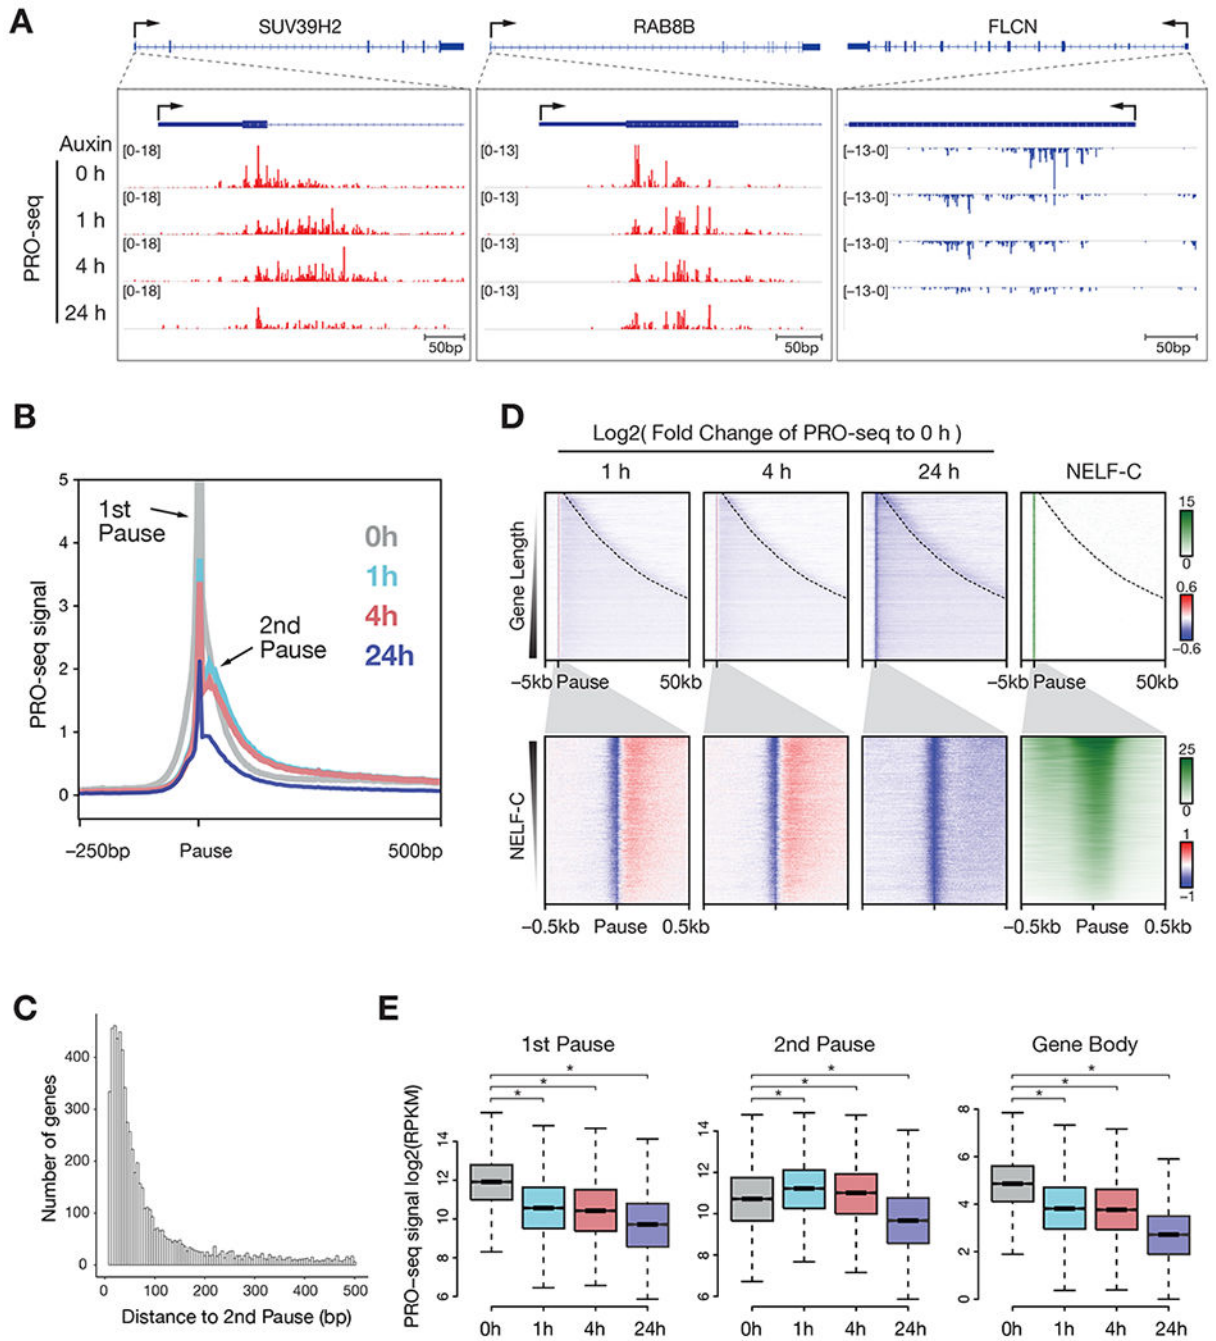 A
SUV39H2
RAB8B
FLCN
Auxin
PRO-seq
0 h
1 h
4 h
24 h
[0-18]
[0-18]
[0-18]
[0-18]
50bp
[0-13]
[0-13]
[0-13]
[0-13]
50bp
[−13-0]
[−13-0]
[−13-0]
[−13-0]
50bp
B
PRO-seq signal
5
4
3
2
1
0
1st
Pause
2nd
Pause
0h
1h
4h
24h
−250bp
Pause
500bp
D
Log2( Fold Change of PRO-seq to 0 h )
1 h
4 h
24 h
NELF-C
Gene Length
15
0
0.6
−0.6
−5kb Pause 50kb
−5kb Pause 50kb
NELF-C
25
0
1
−1
−0.5kb Pause 0.5kb
−0.5kb Pause 0.5kb
C
Number of genes
400
300
200
100
0
0 100 200 300 400 500
Distance to 2nd Pause (bp)
E
PRO−seq signal log2(RPKM)
1st Pause
* * *
14
12
10
8
6
0h 1h 4h 24h
2nd Pause
* * *
14
12
10
8
6
0h 1h 4h 24h
Gene Body
* * *
8
6
4
2
0
0h 1h 4h 24h